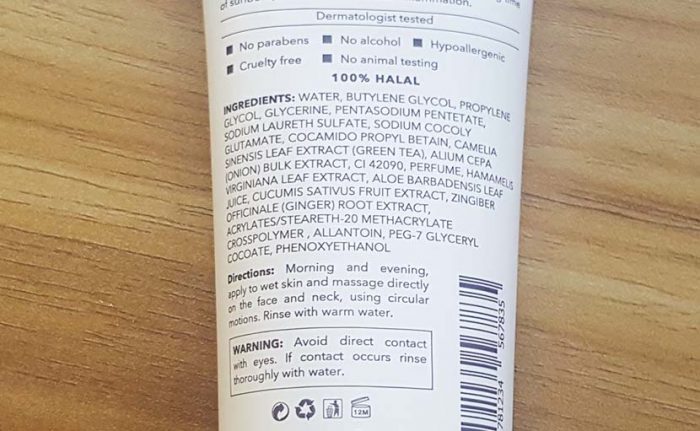 of sunbu
mmation.
Dermatologist tested
No parabens No alcohol Hypoallergenic
Cruelty free No animal testing
100% HALAL
INGREDIENTS: WATER, BUTYLENE GLYCOL, PROPYLENE
GLYCOL, GLYCERINE, PENTASODIUM PENTETATE,
SODIUM LAURETH SULFATE, SODIUM COCOLY
GLUTAMATE, COCAMIDO PROPYL BETAIN, CAMELIA
SINENSIS LEAF EXTRACT (GREEN TEA), ALIUM CEPA
(ONION) BULK EXTRACT, CI 42090, PERFUME, HAMAMELIS
VIRGINIANA LEAF EXTRACT, ALOE BARBADENSIS LEAF
JUICE, CUCUMIS SATIVUS FRUIT EXTRACT, ZINGIBER
OFFICINALE (GINGER) ROOT EXTRACT,
ACRYLATES/STEARETH-20 METHACRYLATE
CROSSPOLYMER , ALLANTOIN, PEG-7 GLYCERYL
COCOATE, PHENOXYETHANOL
Directions: Morning and evening,
apply to wet skin and massage directly
on the face and neck, using circular
motions. Rinse with warm water.
WARNING: Avoid direct contact
with eyes. If contact occurs rinse
thoroughly with water.
12M
781234 567835